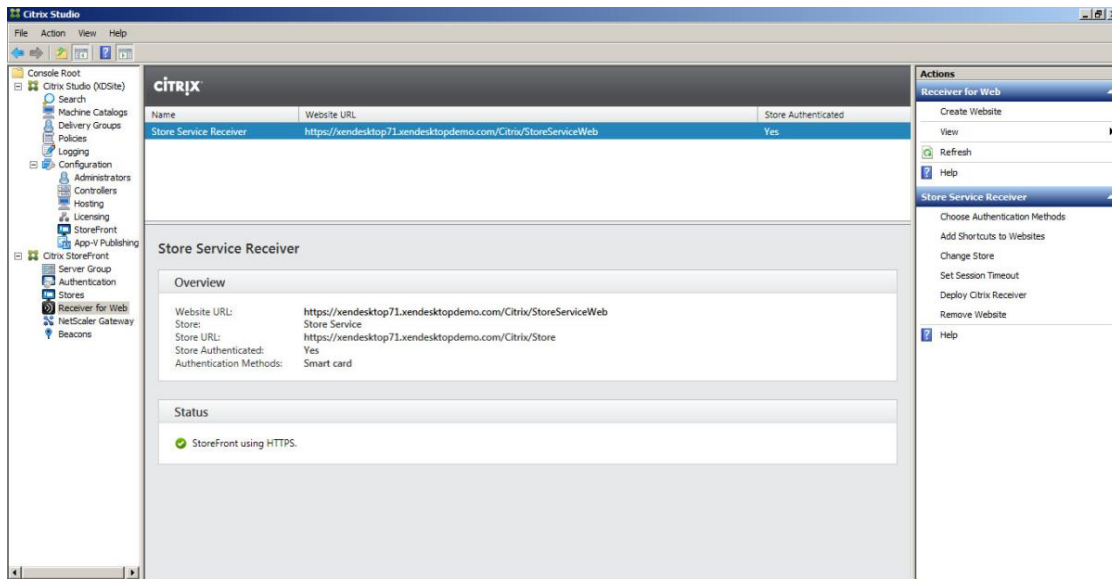 Citrix Studio
File Action View Help
Console Root
Citrix Studio (XDSite)
Search
Machine Catalogs
Delivery Groups
Policies
Logging
Configuration
Administrators
Controllers
Hosting
Licensing
StoreFront
App-V Publishing
Citrix StoreFront
Server Group
Authentication
Stores
Receiver for Web
NetScaler Gateway
Beacons
CİTRIX
Name Website URL Store Authenticated
Store Service Receiver https://xendesktop71.xendesktopdemo.com/Citrix/StoreServiceWeb Yes
Store Service Receiver
Overview
Website URL: https://xendesktop71.xendesktopdemo.com/Citrix/StoreServiceWeb
Store: Store Service
Store URL: https://xendesktop71.xendesktopdemo.com/Citrix/Store
Store Authenticated: Yes
Authentication Methods: Smart card
Status
StoreFront using HTTPS.
Actions
Receiver for Web
Create Website
View
Refresh
Help
Store Service Receiver
Choose Authentication Methods
Add Shortcuts to Websites
Change Store
Set Session Timeout
Deploy Citrix Receiver
Remove Website
Help